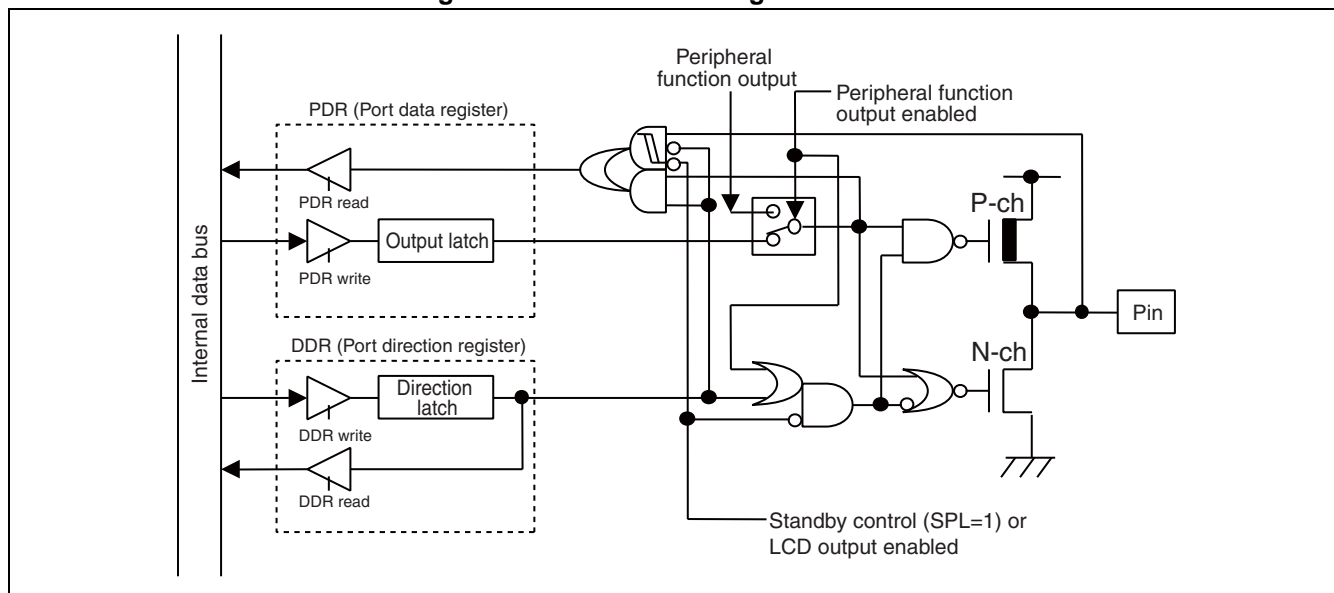 Peripheral
function output
Peripheral function
output enabled
PDR (Port data register)
PDR read
Output latch
PDR write
P-ch
Pin
Internal data bus
DDR (Port direction register)
Direction
latch
DDR write
DDR read
N-ch
Standby control (SPL=1) or
LCD output enabled